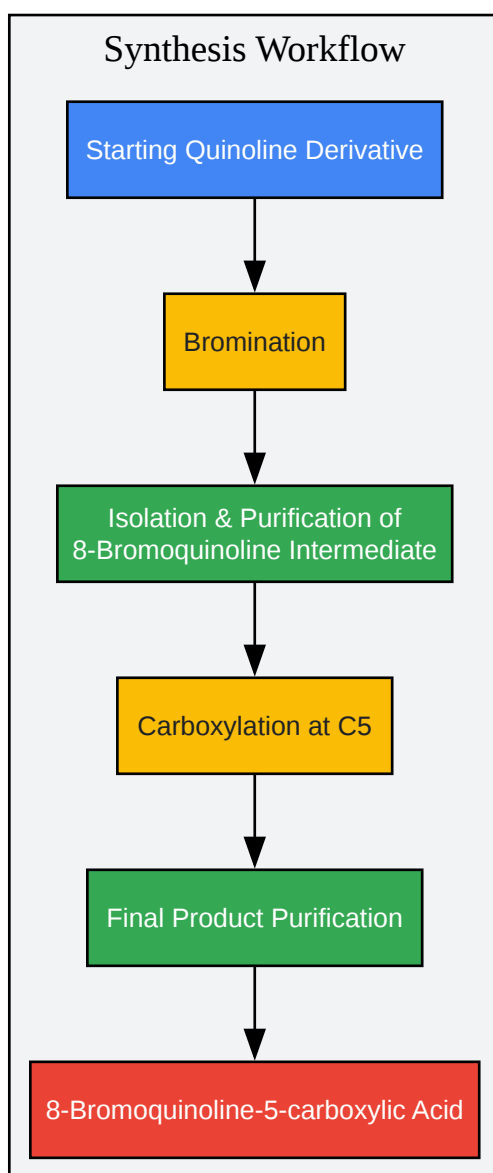 Synthesis Workflow
Starting Quinoline Derivative
Bromination
Isolation & Purification of
8-Bromoquinoline Intermediate
Carboxylation at C5
Final Product Purification
8-Bromoquinoline-5-carboxylic Acid